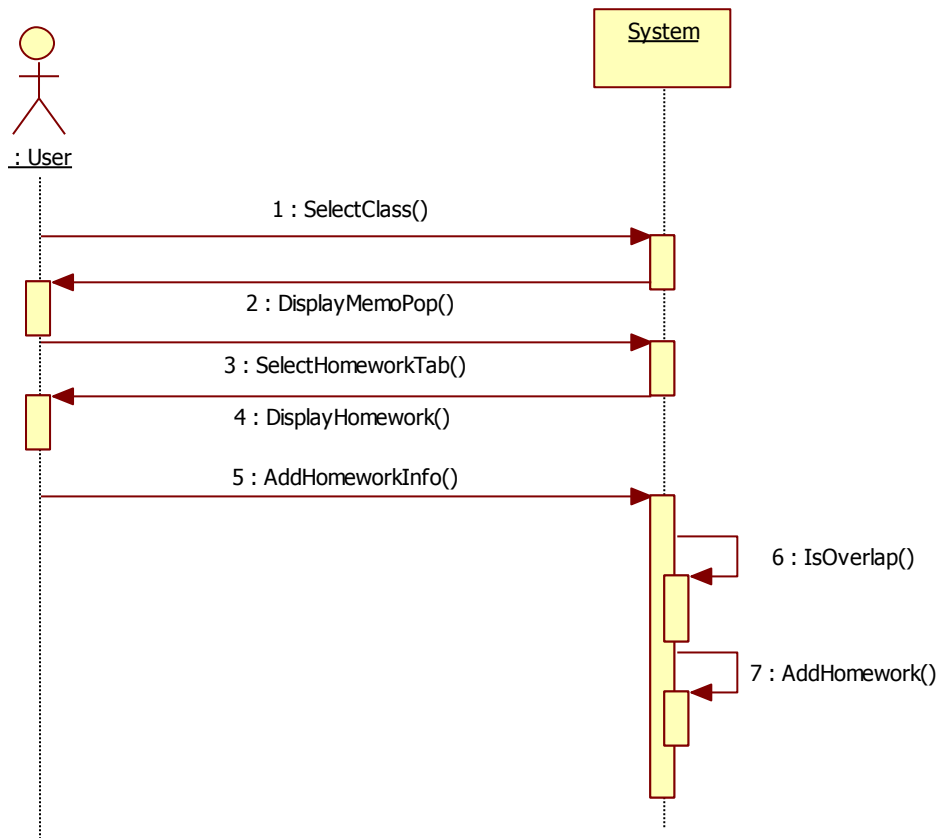 System
: User
1 : SelectClass()
2 : DisplayMemoPop()
3 : SelectHomeworkTab()
4 : DisplayHomework()
5 : AddHomeworkInfo()
6 : IsOverlap()
7 : AddHomework()